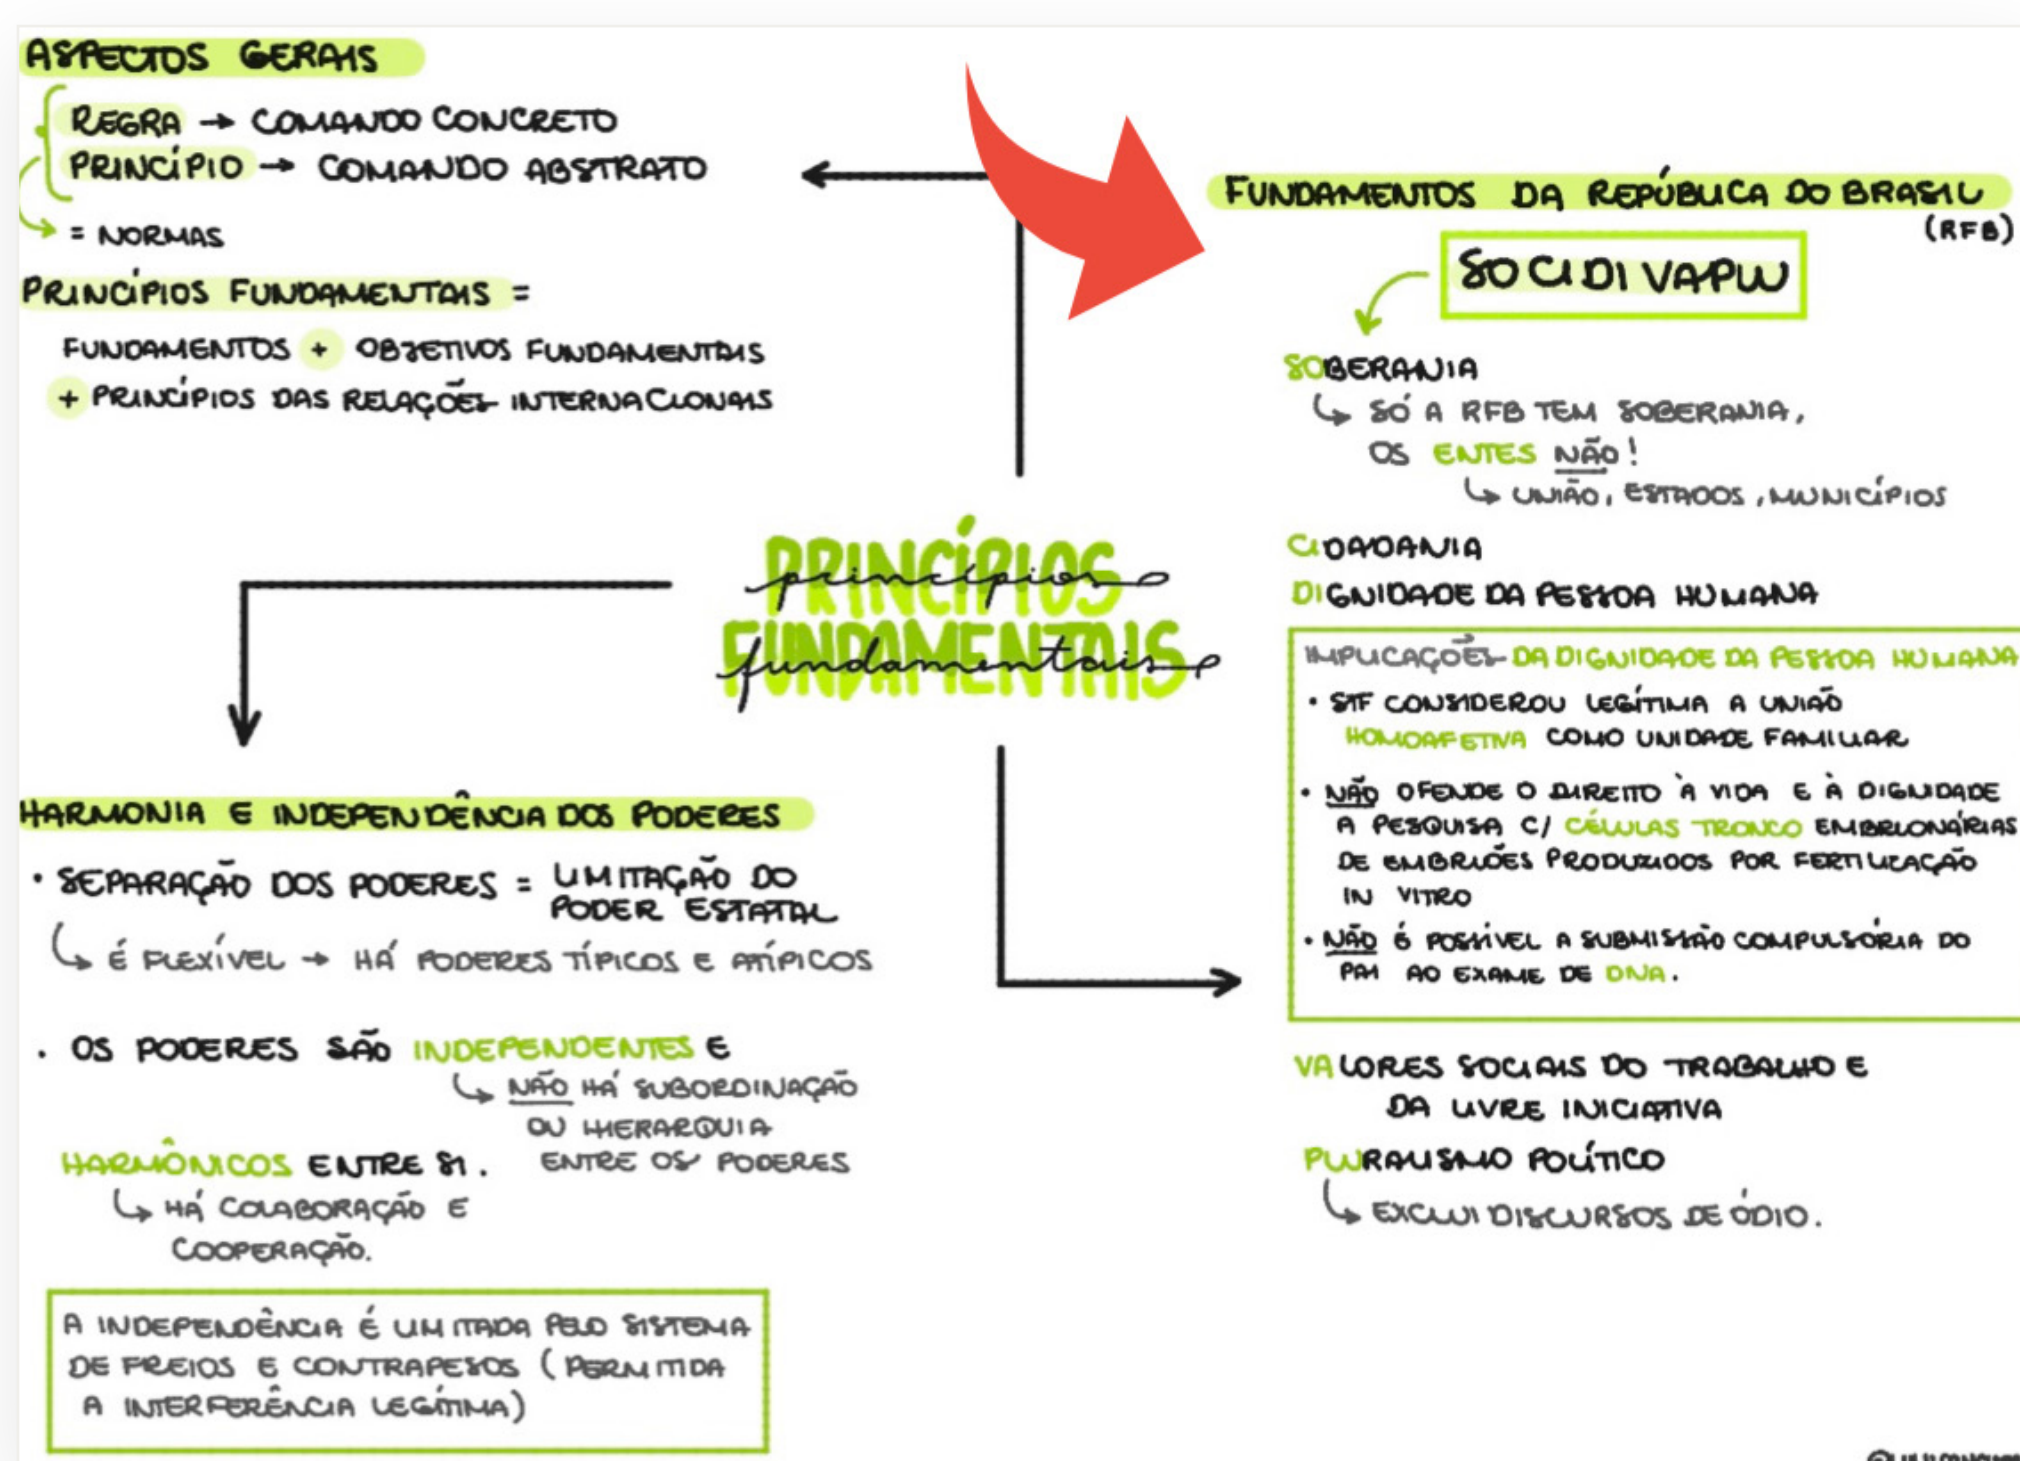 ASPECTOS GERAIS
REGRA → COMANDO CONCRETO
PRINCÍPIO → COMANDO ABSTRATO
= NORMAS
PRINCÍPIOS FUNDAMENTAIS =
FUNDAMENTOS + OBJETIVOS FUNDAMENTAIS
+ PRINCÍPIOS DAS RELAÇÕES INTERNACIONAIS
PRINCÍPIOS
princípios
FUNDAMENTAIS
fundamentais
HARMONIA E INDEPENDÊNCIA DOS PODERES
• SEPARAÇÃO DOS PODERES = LIMITAÇÃO DO
PODER ESTATAL
↳ É FLEXÍVEL → HÁ PODERES TÍPICOS E ATÍPICOS
. OS PODERES SÃO INDEPENDENTES E
↳ NÃO HÁ SUBORDINAÇÃO
OU HIERARQUIA
ENTRE OS PODERES
HARMÔNICOS ENTRE SI.
↳ HÁ COLABORAÇÃO E
COOPERAÇÃO.
A INDEPENDÊNCIA É LIMITADA PELO SISTEMA
DE FREIOS E CONTRAPESOS (PERMITIDA
A INTERFERÊNCIA LEGÍTIMA)
FUNDAMENTOS DA REPÚBLICA DO BRASIL
(RFB)
SO CI DI VA PLU
SOBERANIA
↳ SÓ A RFB TEM SOBERANIA,
OS ENTES NÃO!
↳ UNIÃO, ESTADOS, MUNICÍPIOS
CIDADANIA
DIGNIDADE DA PESSOA HUMANA
IMPLICAÇÕES DA DIGNIDADE DA PESSOA HUMANA
• STF CONSIDEROU LEGÍTIMA A UNIÃO
HOMOAFETIVA COMO UNIDADE FAMILIAR
• NÃO OFENDE O DIREITO À VIDA E À DIGNIDADE
A PESQUISA C/ CÉLULAS TRONCO EMBRIONÁRIAS
DE EMBRIÕES PRODUZIDOS POR FERTILIZAÇÃO
IN VITRO
• NÃO É POSSÍVEL A SUBMISSÃO COMPULSÓRIA DO
PAI AO EXAME DE DNA.
VALORES SOCIAIS DO TRABALHO E
DA LIVRE INICIATIVA
PLURALISMO POLÍTICO
↳ EXCLUI DISCURSOS DE ÓDIO.